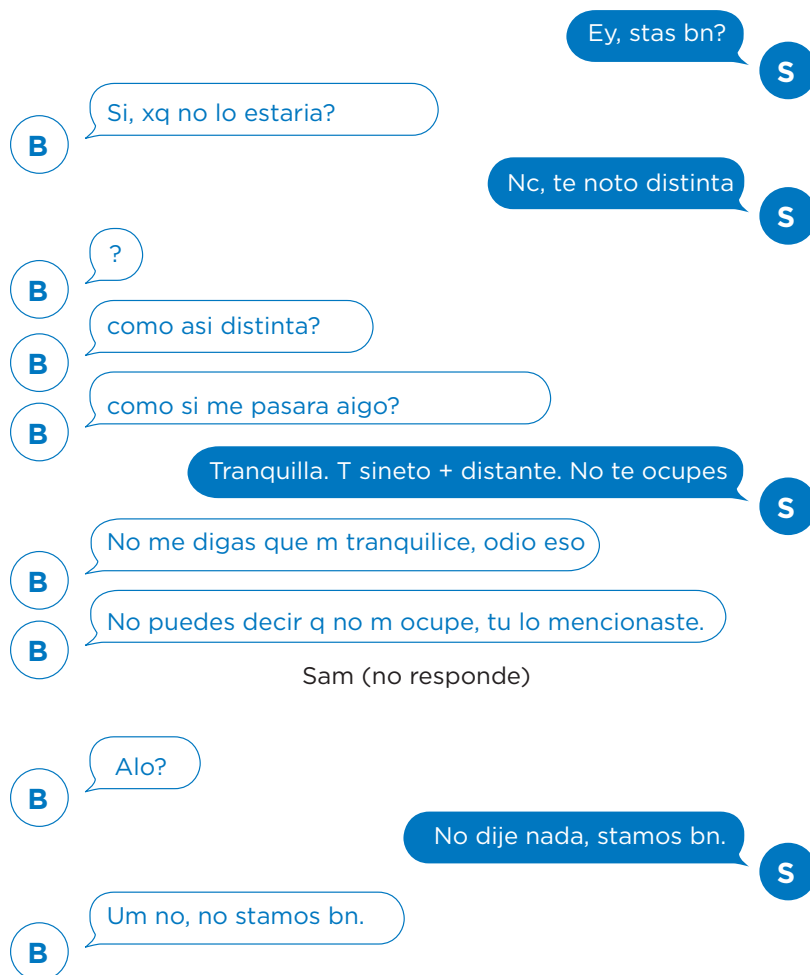 Ey, stas bn?
S
Si, xq no lo estaria?
B
Nc, te noto distinta
S
?
B
como asi distinta?
B
como si me pasara aigo?
B
Tranquilla. T sineto + distante. No te ocupes
S
No me digas que m tranquilice, odio eso
B
No puedes decir q no m ocupe, tu lo mencionaste.
B
Sam (no responde)
Alo?
B
No dije nada, stamos bn.
S
Um no, no stamos bn.
B